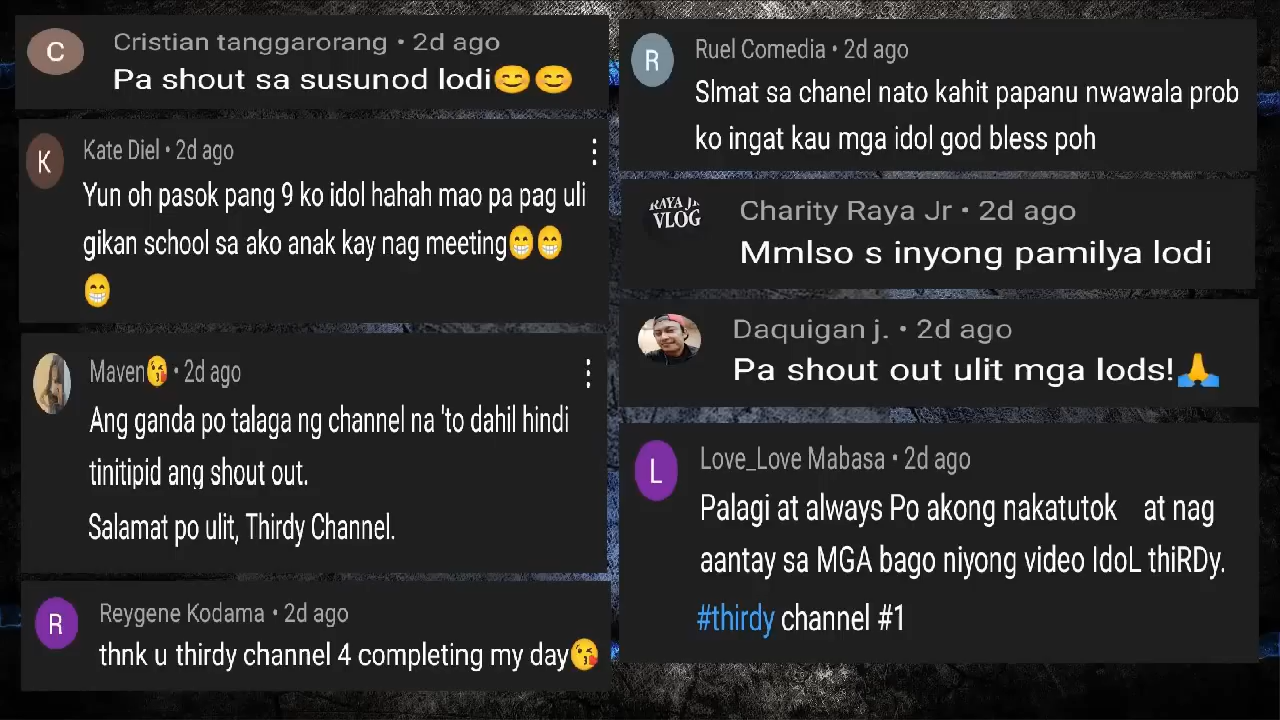 Cristian tanggarorang • 2d ago
Pa shout sa susunod lodi😊😊
Kate Diel • 2d ago
Yun oh pasok pang 9 ko idol hahah mao pa pag uli
gikan school sa ako anak kay nag meeting😁😁
😁
Maven😘 • 2d ago
Ang ganda po talaga ng channel na 'to dahil hindi
tinitipid ang shout out.
Salamat po ulit, Thirdy Channel.
Reygene Kodama • 2d ago
thnk u thirdy channel 4 completing my day😘
Ruel Comedia • 2d ago
Slmat sa chanel nato kahit papanu nwawala prob
ko ingat kau mga idol god bless poh
RAYA Jr
VLOG
Charity Raya Jr • 2d ago
Mmlso s inyong pamilya lodi
Daquigan j. • 2d ago
Pa shout out ulit mga lods!🙏
Love_Love Mabasa • 2d ago
Palagi at always Po akong nakatutok at nag
aantay sa MGA bago niyong video IdoL thiRDy.
#thirdy channel #1
C
K
R
R
L